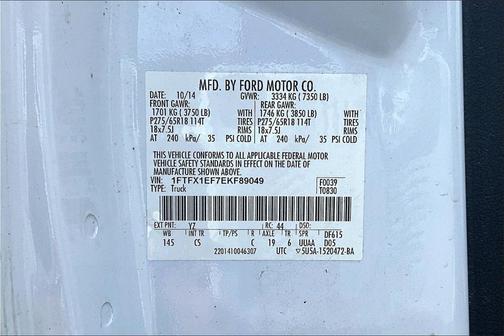 MFD. BY FORD MOTOR CO.
DATE: 10/14 GVWR: 3334 KG ( 7350 LB)
FRONT GAWR: REAR GAWR:
1701 KG ( 3750 LB) WITH 1746 KG ( 3850 LB) WITH
P275/65R18 114T TIRES P275/65R18 114T TIRES
18x7.5J RIMS 18x7.5J RIMS
AT 240 kPa/ 35 PSI COLD AT 240 kPa/ 35 PSI COLD
THIS VEHICLE CONFORMS TO ALL APPLICABLE FEDERAL MOTOR
VEHICLE SAFETY STANDARDS IN EFFECT ON THE DATE OF
MANUFACTURE SHOWN ABOVE.
VIN: 1FTFX1EF7EKF89049 F0039
TYPE: Truck T0830
EXT PNT: YZ RC: 44 DSO:
WB INT TR TP/PS R AXLE TR SPR DF615
145 CS C 19 6 UUAA D05
2201410046307 UTC ▽5U5A-1520472-BA